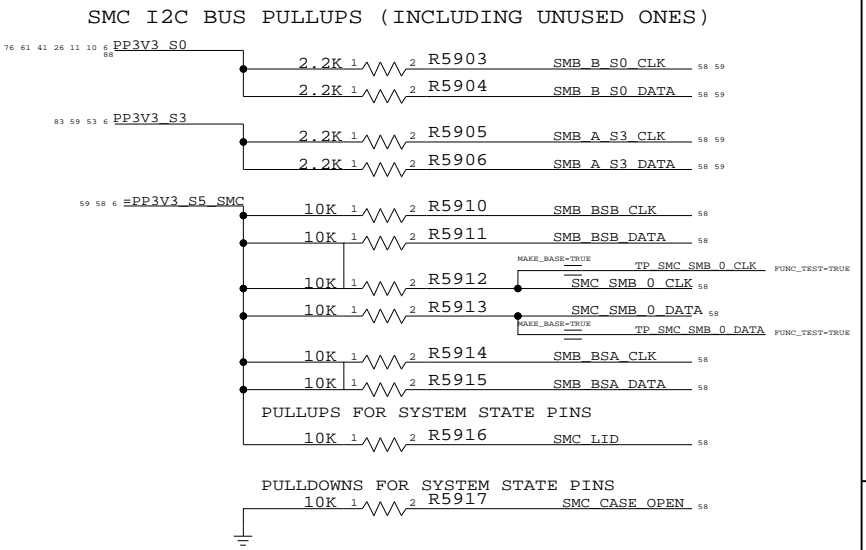 SMC I2C BUS PULLUPS (INCLUDING UNUSED ONES)
76 61 41 26 11 10 6 PP3V3_S0
88
2.2K 1 2 R5903 SMB_B_S0_CLK 58 59
2.2K 1 2 R5904 SMB_B_S0_DATA 58 59
83 59 53 6 PP3V3_S3
2.2K 1 2 R5905 SMB_A_S3_CLK 58 59
2.2K 1 2 R5906 SMB_A_S3_DATA 58 59
59 58 6 =PP3V3_S5_SMC
10K 1 2 R5910 SMB_BSB_CLK 58
10K 1 2 R5911 SMB_BSB_DATA 58
MAKE_BASE=TRUE TP_SMC_SMB_0_CLK FUNC_TEST=TRUE
10K 1 2 R5912 SMC_SMB_0_CLK 58
10K 1 2 R5913 SMC_SMB_0_DATA 58
MAKE_BASE=TRUE TP_SMC_SMB_0_DATA FUNC_TEST=TRUE
10K 1 2 R5914 SMB_BSA_CLK 58
10K 1 2 R5915 SMB_BSA_DATA 58
PULLUPS FOR SYSTEM STATE PINS
10K 1 2 R5916 SMC_LID 58
PULLDOWNS FOR SYSTEM STATE PINS
10K 1 2 R5917 SMC_CASE_OPEN 58